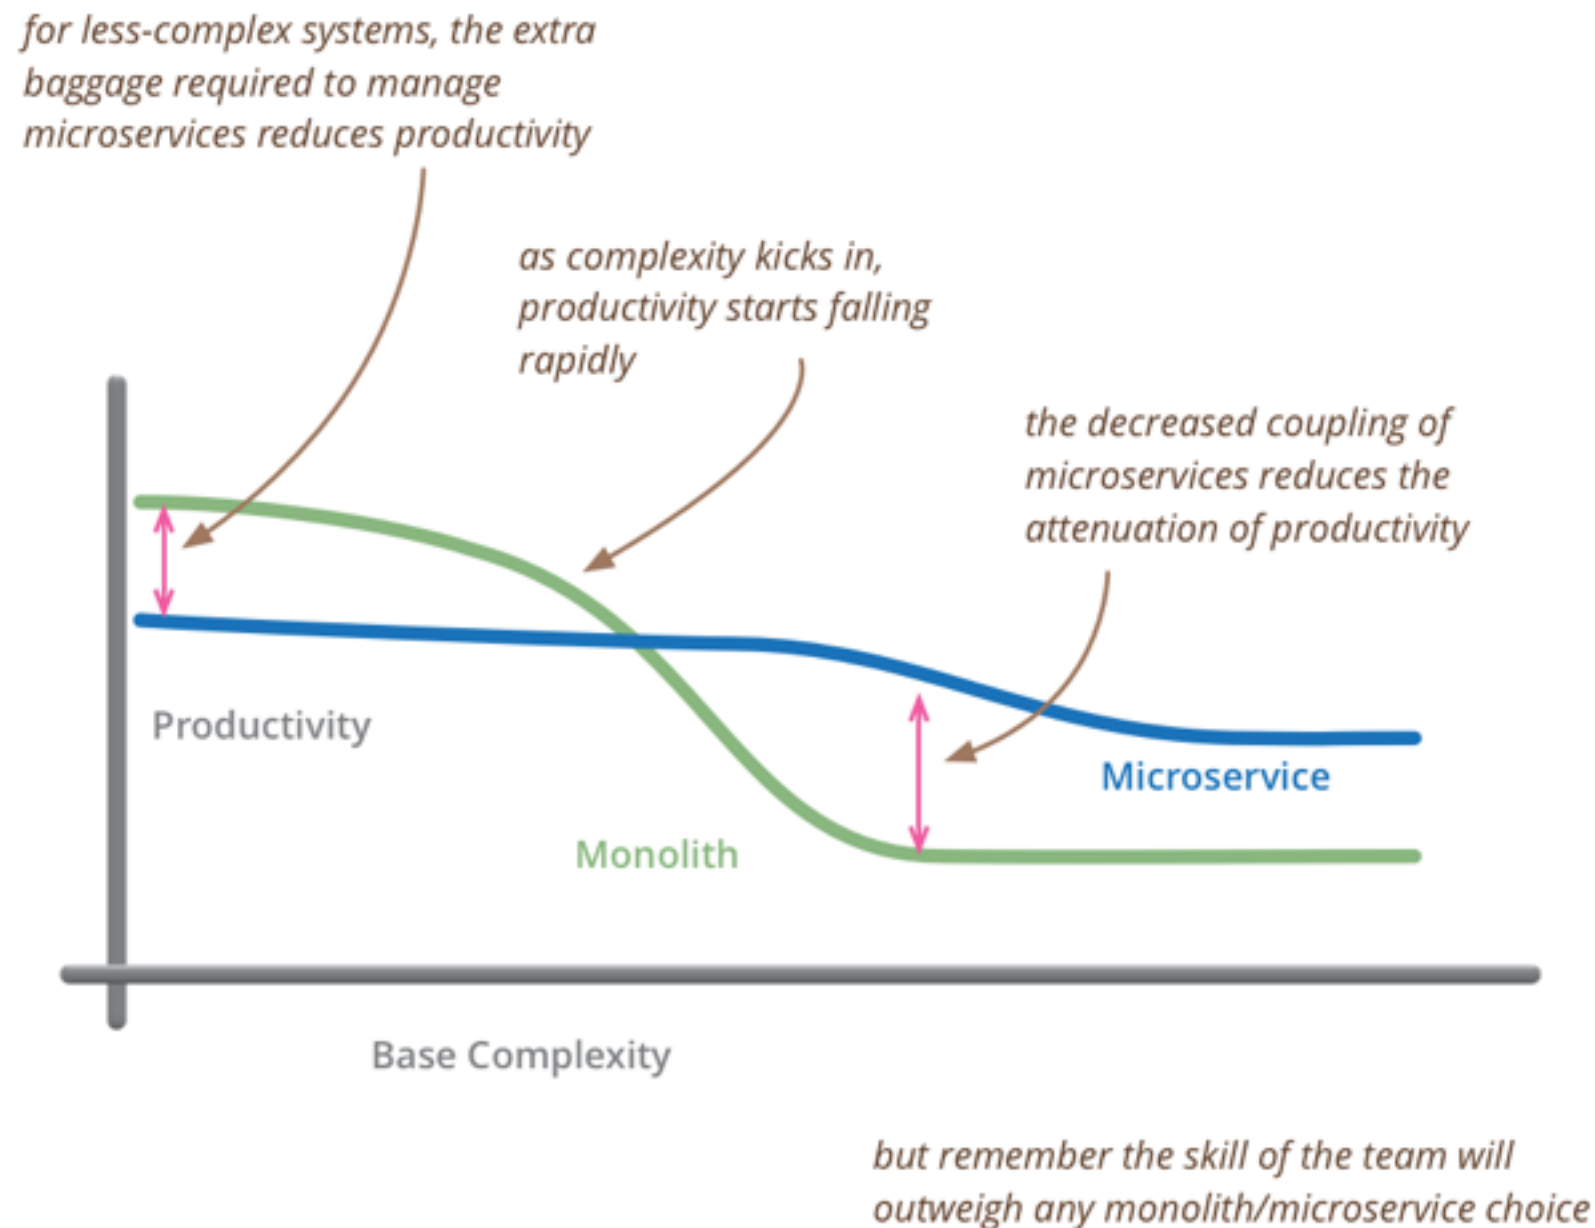 for less-complex systems, the extra
baggage required to manage
microservices reduces productivity
as complexity kicks in,
productivity starts falling
rapidly
the decreased coupling of
microservices reduces the
attenuation of productivity
Productivity
Microservice
Monolith
Base Complexity
but remember the skill of the team will
outweigh any monolith/microservice choice